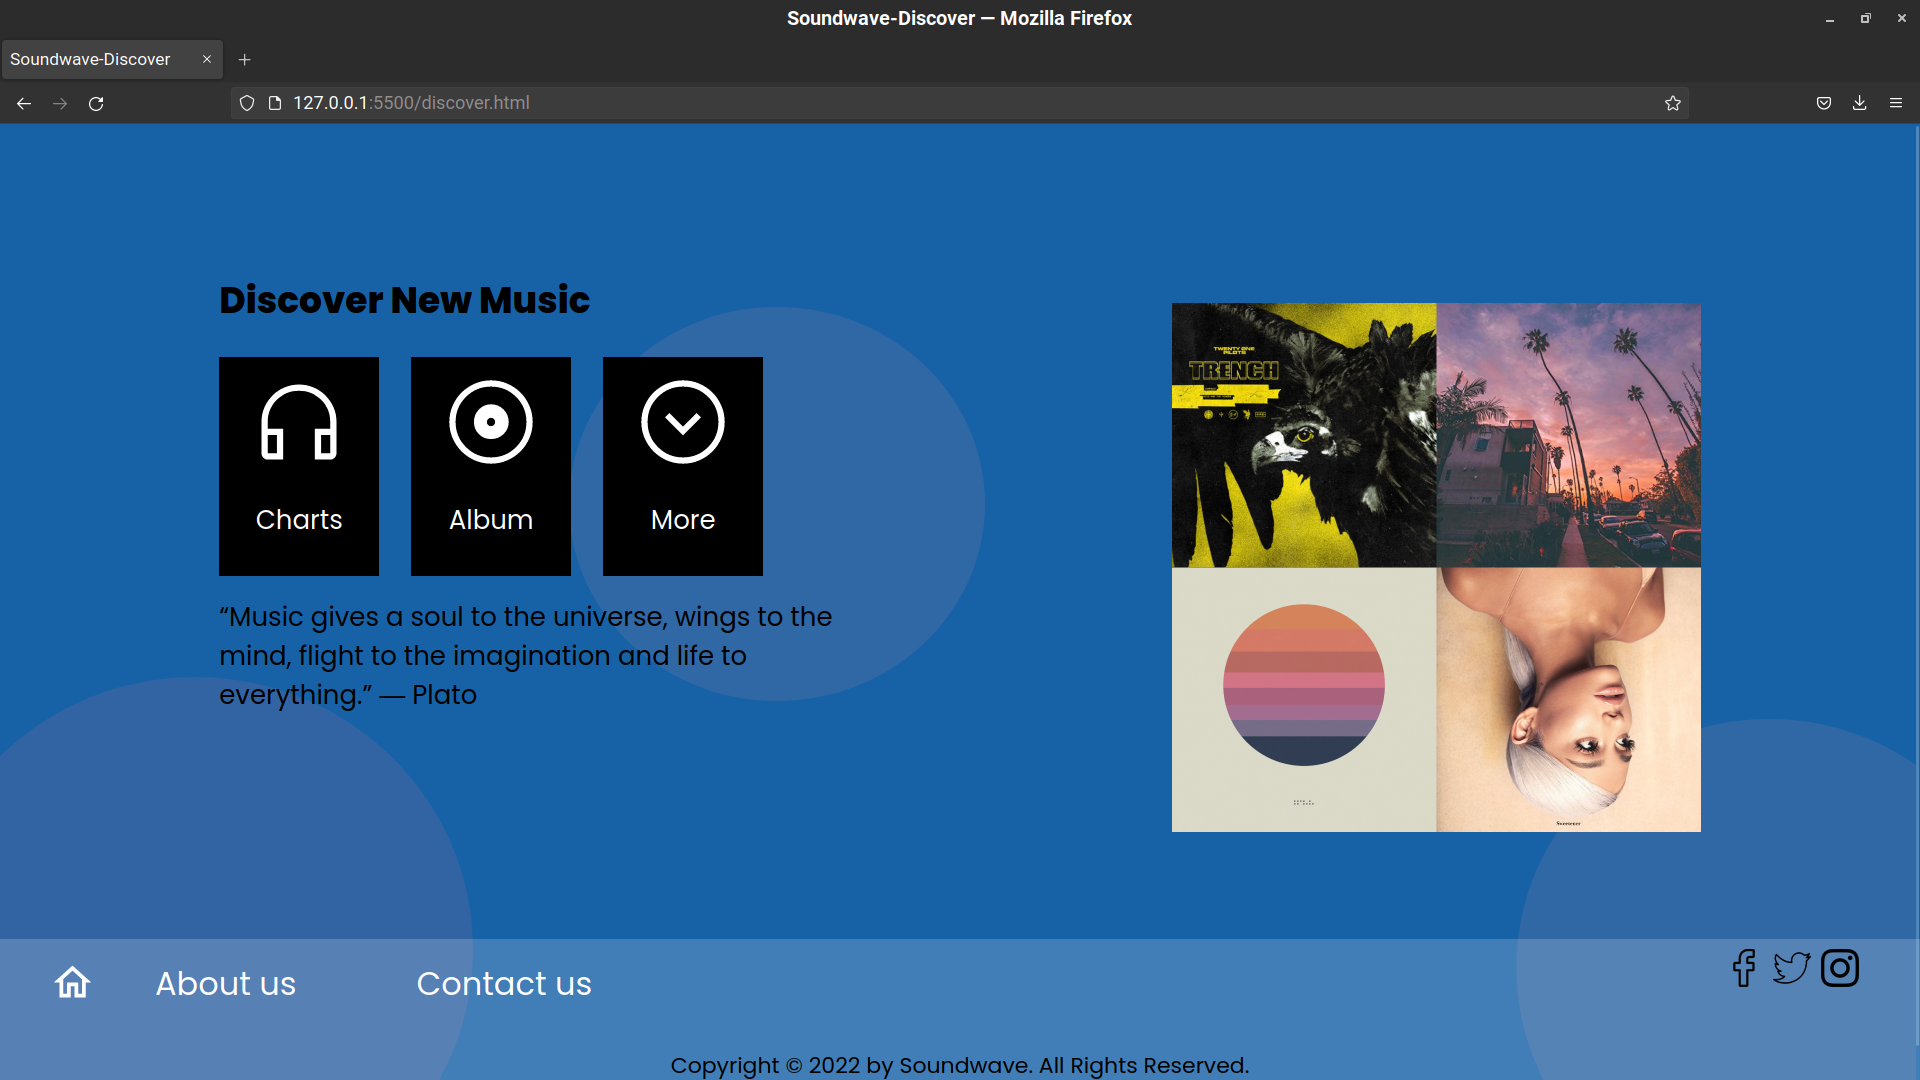 Soundwave-Discover — Mozilla Firefox
Soundwave-Discover
127.0.0.1:5500/discover.html
Discover New Music
TWENTY ONE
PILOTS
TRENCH
Charts
Album
More
“Music gives a soul to the universe, wings to the
mind, flight to the imagination and life to
everything.” — Plato
Sweetener
About us
Contact us
Copyright © 2022 by Soundwave. All Rights Reserved.